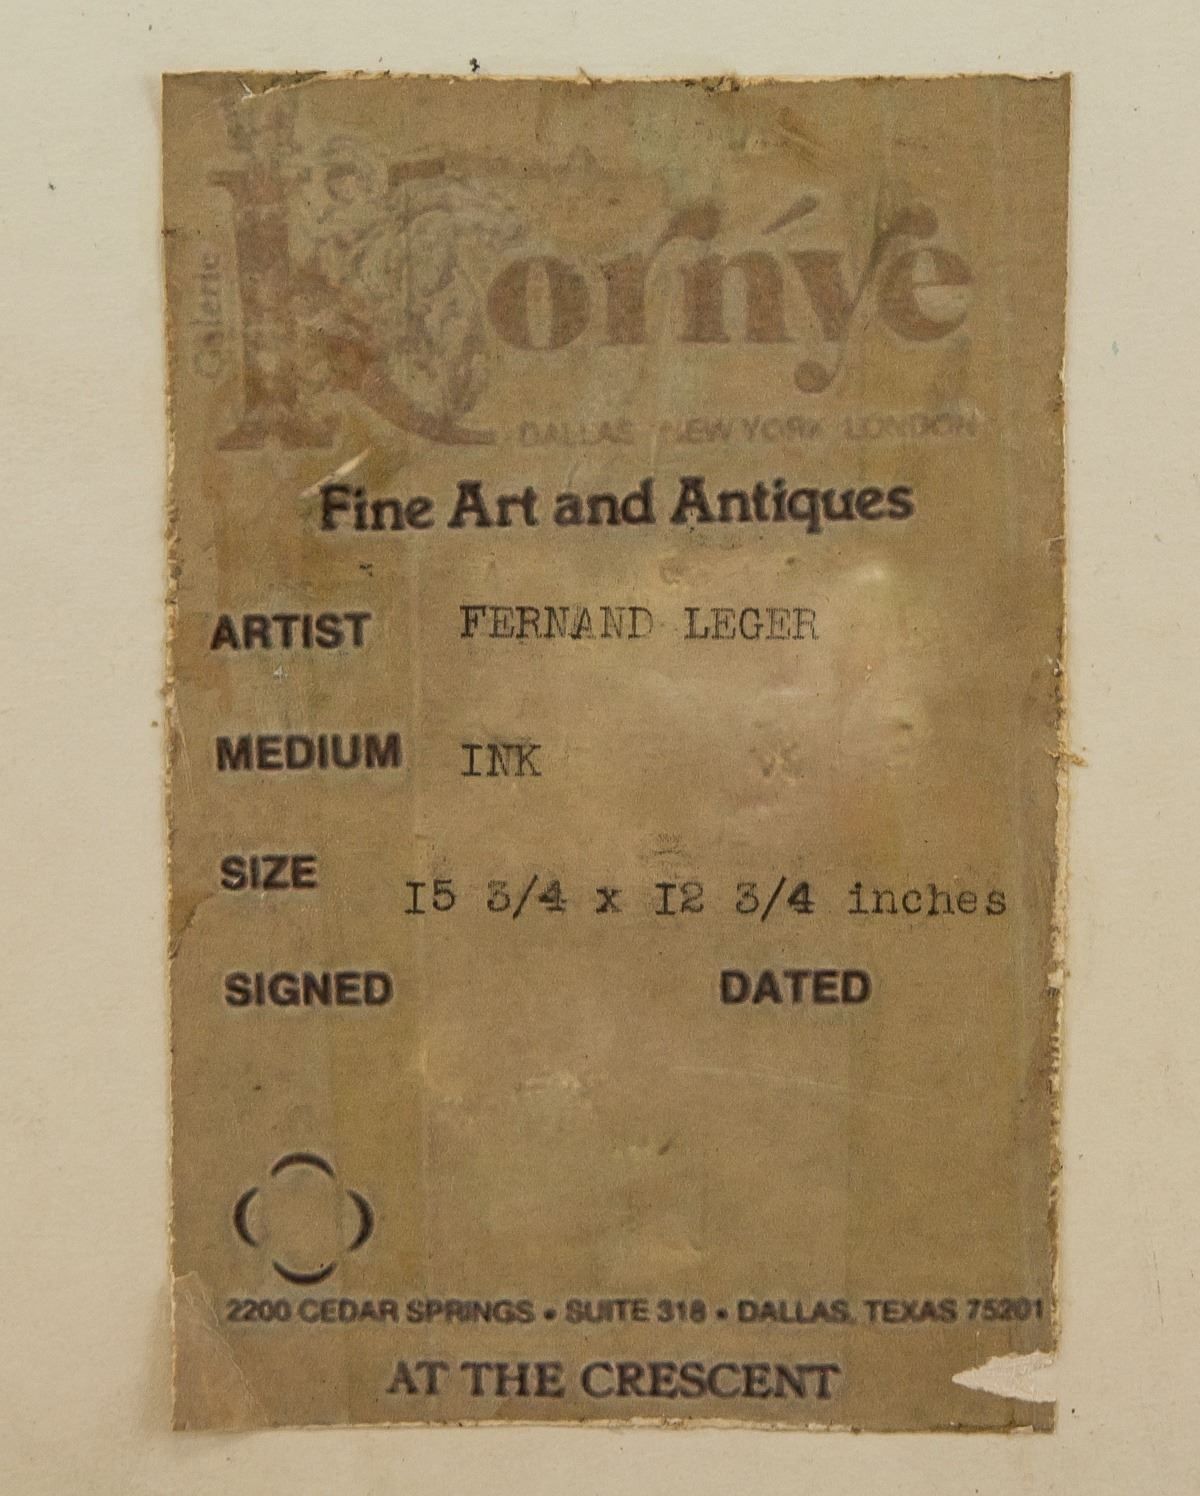 Galerie
Kornýe
DALLAS NEW YORK LONDON
Fine Art and Antiques
ARTIST FERNAND LEGER
MEDIUM INK
SIZE I5 3/4 x I2 3/4 inches
SIGNED DATED
2200 CEDAR SPRINGS • SUITE 318 • DALLAS, TEXAS 75201
AT THE CRESCENT